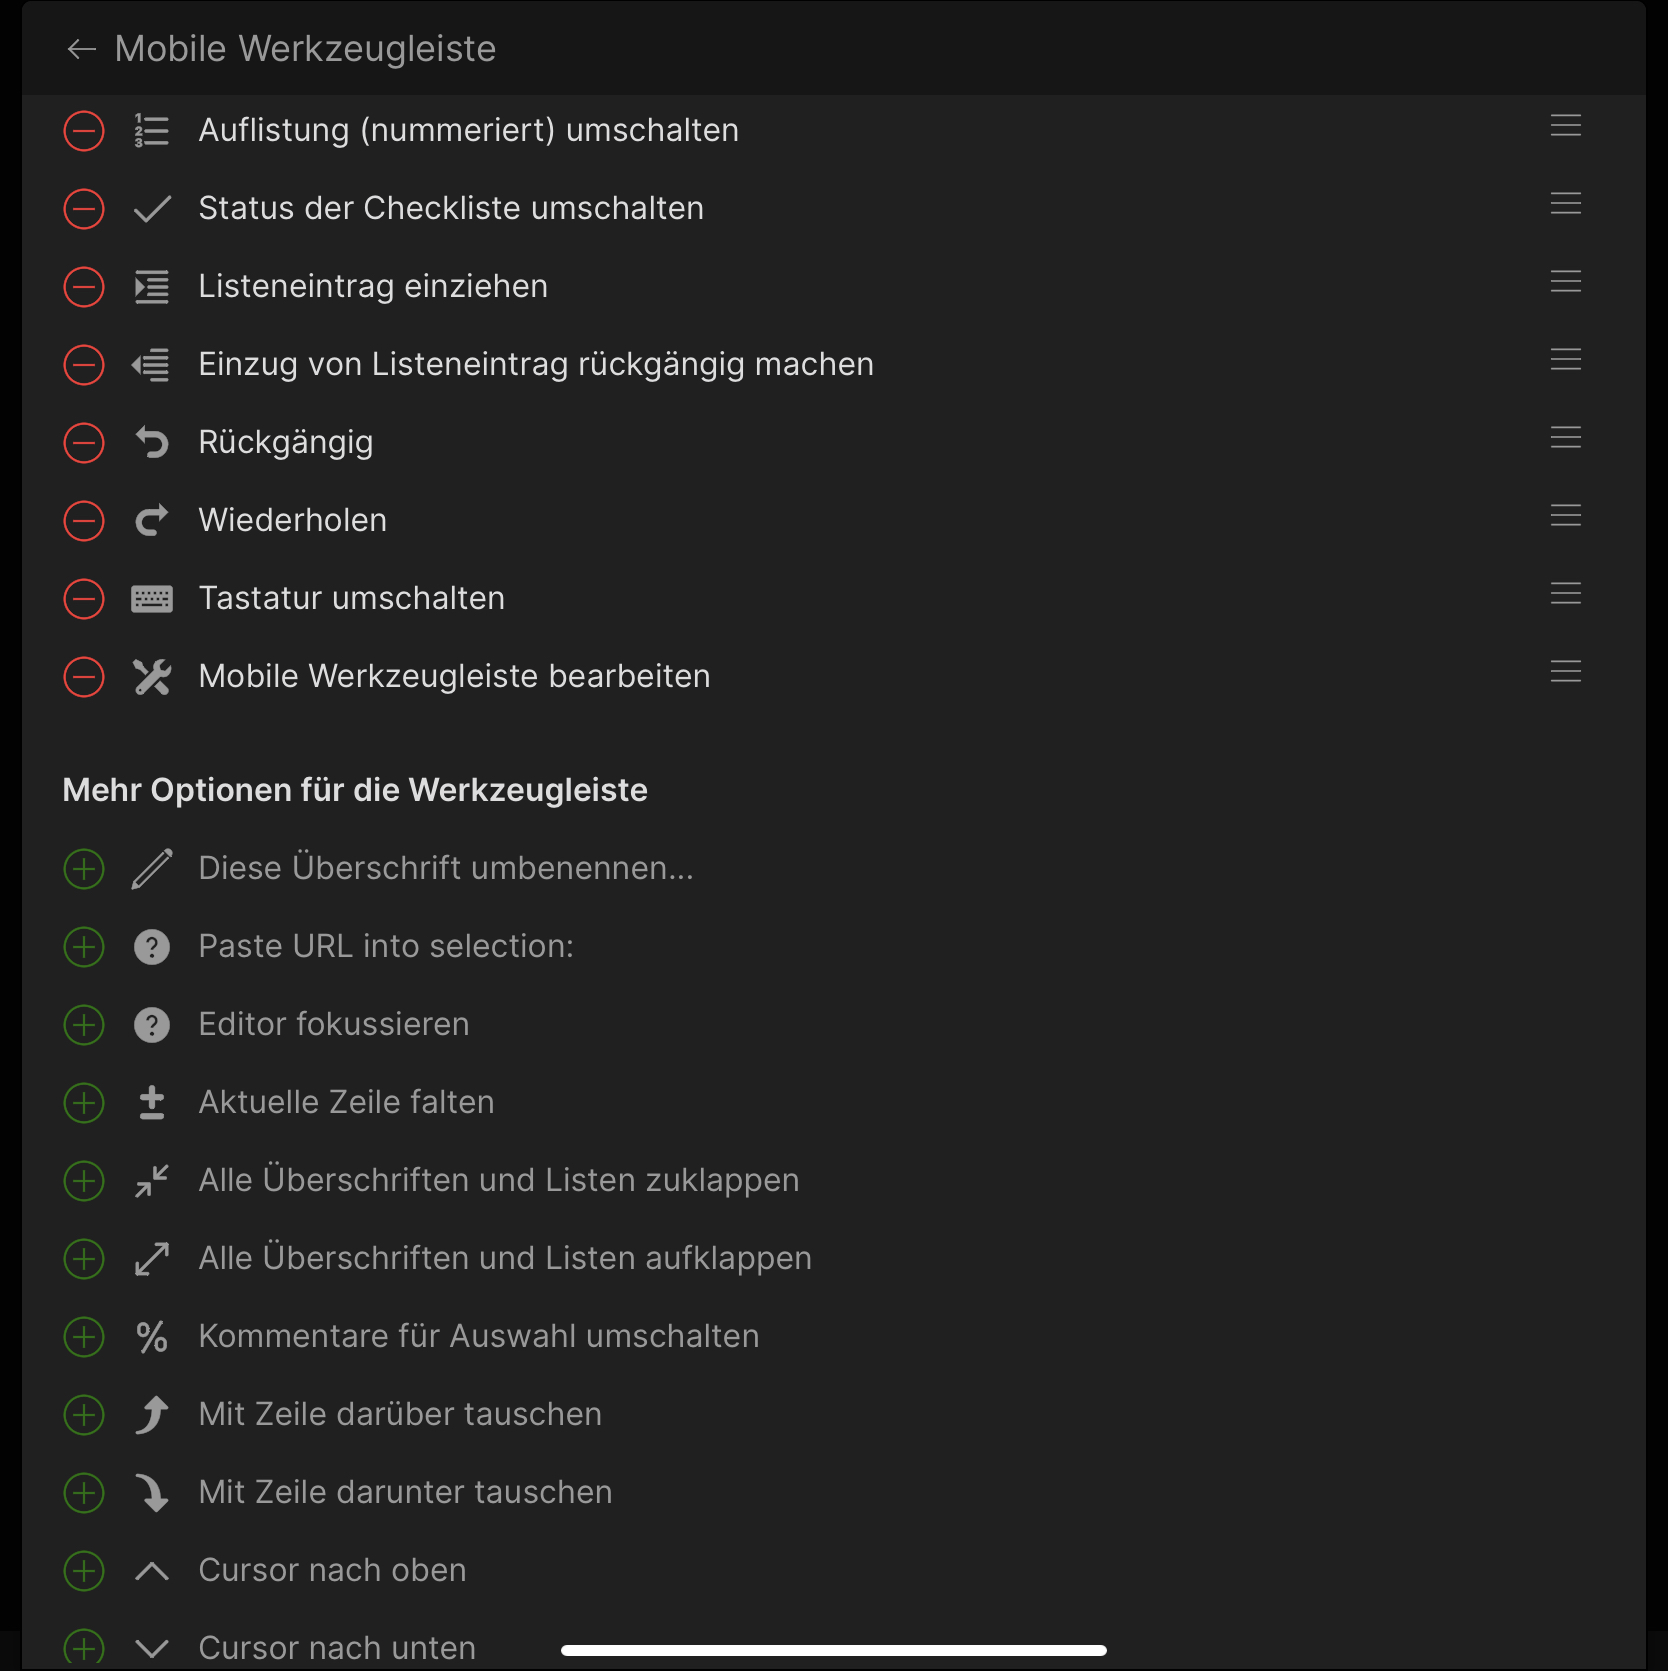 Mobile Werkzeugleiste
Auflistung (nummeriert) umschalten
Status der Checkliste umschalten
Listeneintrag einziehen
Einzug von Listeneintrag rückgängig machen
Rückgängig
Wiederholen
Tastatur umschalten
Mobile Werkzeugleiste bearbeiten
Mehr Optionen für die Werkzeugleiste
Diese Überschrift umbenennen...
Paste URL into selection:
Editor fokussieren
Aktuelle Zeile falten
Alle Überschriften und Listen zuklappen
Alle Überschriften und Listen aufklappen
Kommentare für Auswahl umschalten
Mit Zeile darüber tauschen
Mit Zeile darunter tauschen
Cursor nach oben
Cursor nach unten